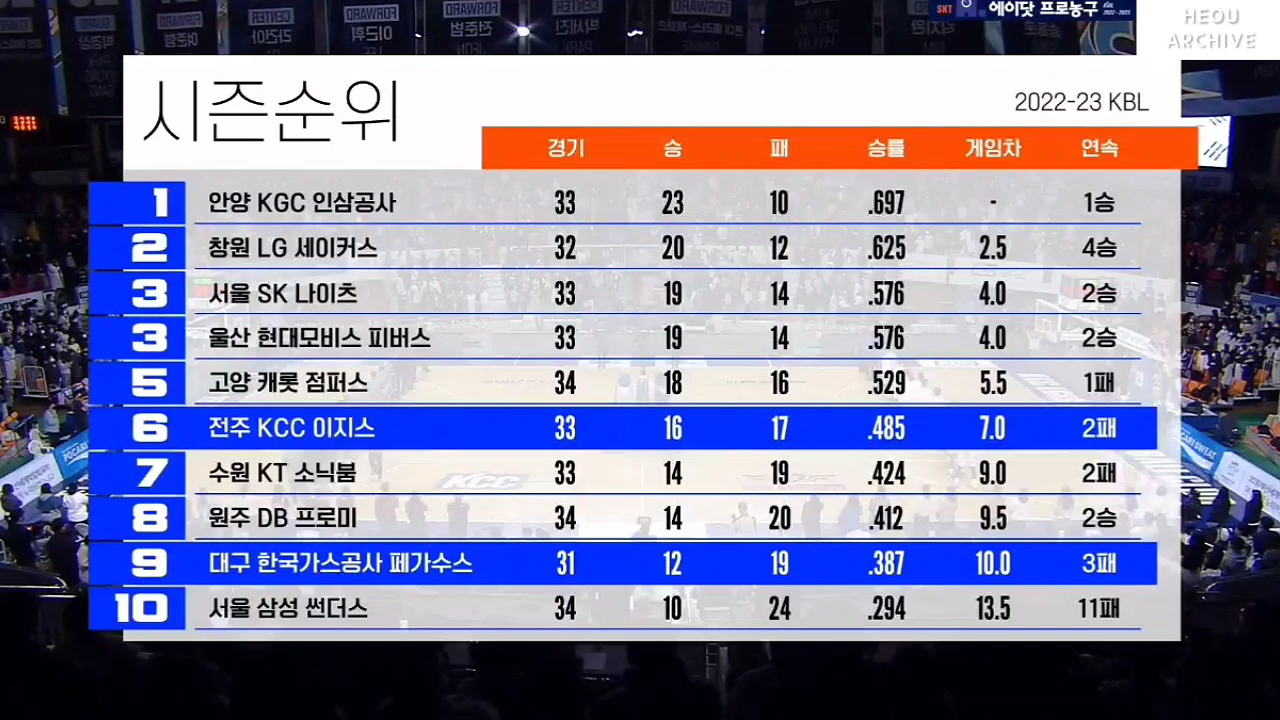 SKT 에이닷 프로농구
HEOU
ARCHIVE
시즌순위
2022-23 KBL
경기 승 패 승률 게임차 연속
1 안양 KGC 인삼공사 33 23 10 .697 - 1승
2 창원 LG 세이커스 32 20 12 .625 2.5 4승
3 서울 SK 나이츠 33 19 14 .576 4.0 2승
3 울산 현대모비스 피버스 33 19 14 .576 4.0 2승
5 고양 캐롯 점퍼스 34 18 16 .529 5.5 1패
6 전주 KCC 이지스 33 16 17 .485 7.0 2패
7 수원 KT 소닉붐 33 14 19 .424 9.0 2패
8 원주 DB 프로미 34 14 20 .412 9.5 2승
9 대구 한국가스공사 페가수스 31 12 19 .387 10.0 3패
10 서울 삼성 썬더스 34 10 24 .294 13.5 11패
KCC
POCARI SWEAT